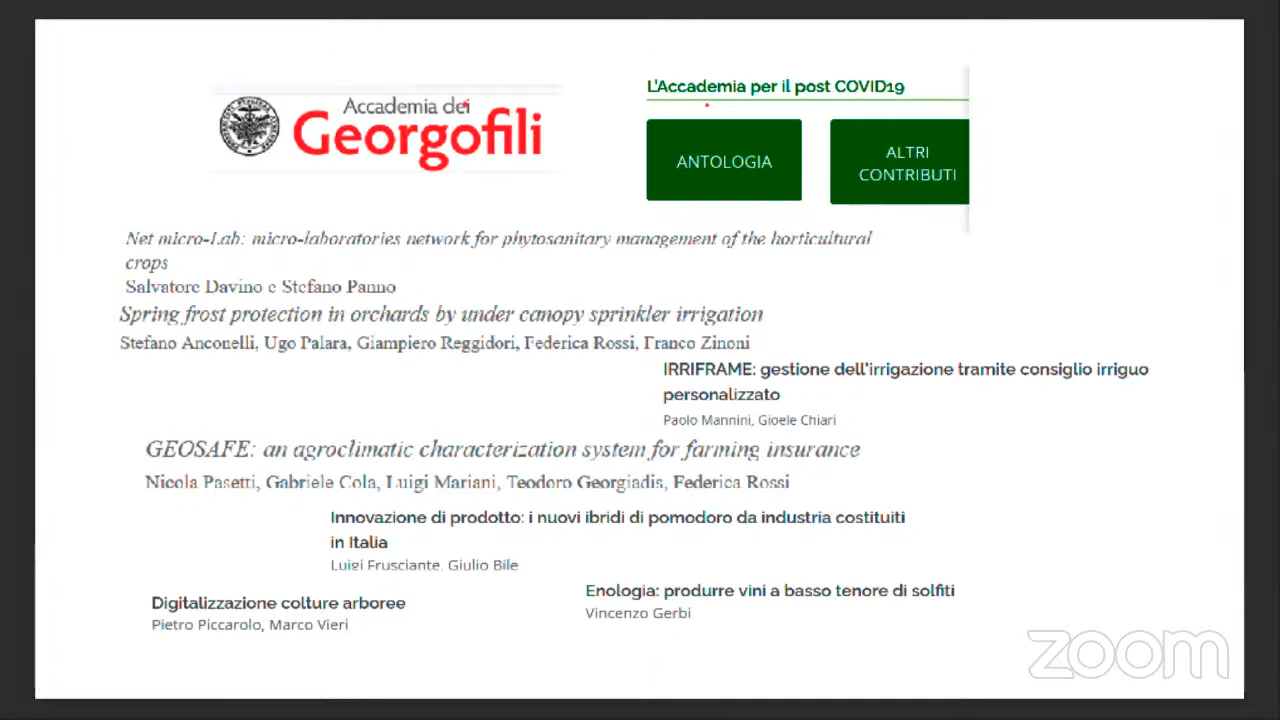 Accademia dei
Georgofili
L'Accademia per il post COVID19
ANTOLOGIA
ALTRI
CONTRIBUTI
Net micro-Lab: micro-laboratories network for phytosanitary management of the horticultural
crops
Salvatore Davino e Stefano Panno
Spring frost protection in orchards by under canopy sprinkler irrigation
Stefano Anconelli, Ugo Palara, Giampiero Reggidori, Federica Rossi, Franco Zinoni
IRRIFRAME: gestione dell'irrigazione tramite consiglio irriguo
personalizzato
Paolo Mannini, Gioele Chiari
GEOSAFE: an agroclimatic characterization system for farming insurance
Nicola Pasetti, Gabriele Cola, Luigi Mariani, Teodoro Georgiadis, Federica Rossi
Innovazione di prodotto: i nuovi ibridi di pomodoro da industria costituiti
in Italia
Luigi Frusciante, Giulio Bile
Digitalizzazione colture arboree
Pietro Piccarolo, Marco Vieri
Enologia: produrre vini a basso tenore di solfiti
Vincenzo Gerbi
zoom